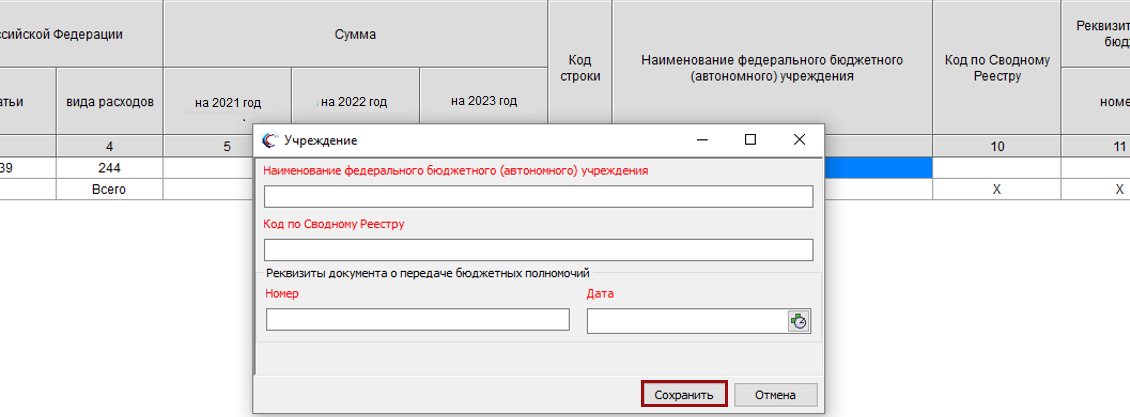 ссийской Федерации
Сумма
Код строки
Наименование федерального бюджетного (автономного) учреждения
Код по Сводному Реестру
Реквизит
бюд
атьи
вида расходов
на 2021 год
на 2022 год
на 2023 год
номе
4
5
10
11
39
244
Всего
X
X
Учреждение
Наименование федерального бюджетного (автономного) учреждения
Код по Сводному Реестру
Реквизиты документа о передаче бюджетных полномочий
Номер
Дата
Сохранить
Отмена